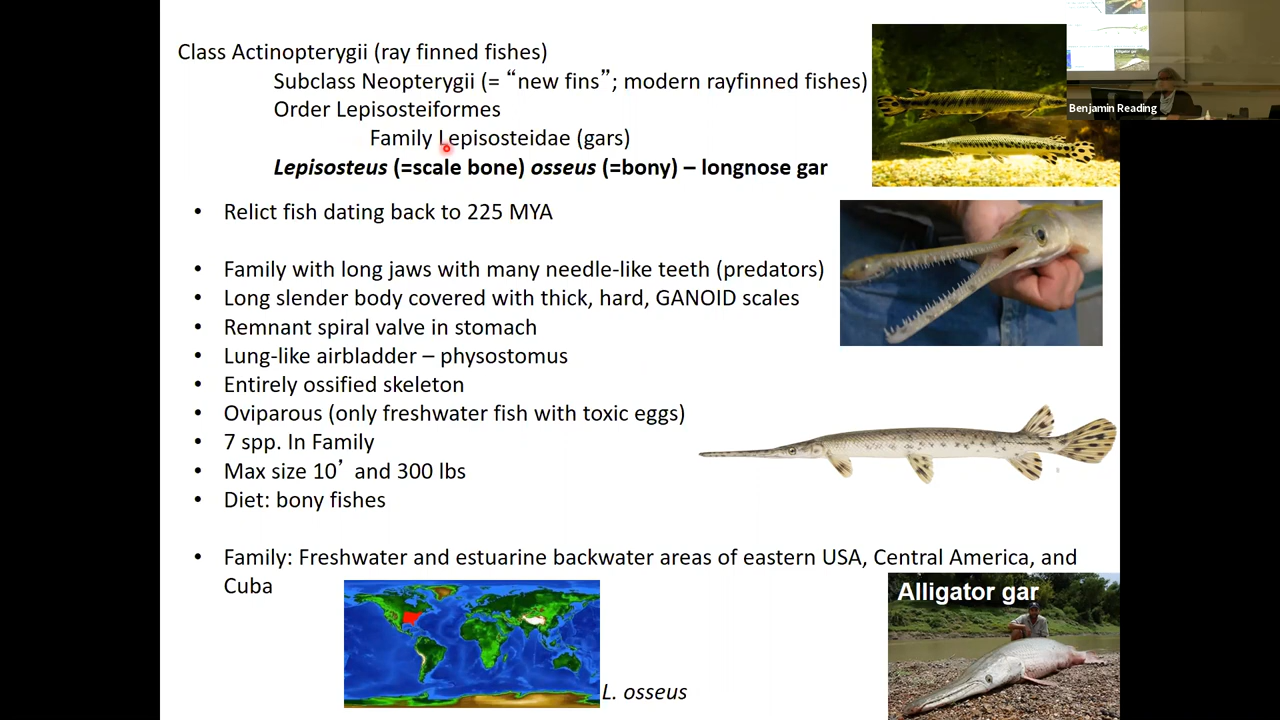 Class Actinopterygii (ray finned fishes)
Subclass Neopterygii (= “new fins”; modern rayfinned fishes)
Order Lepisosteiformes
Family Lepisosteidae (gars)
Lepisosteus (=scale bone) osseus (=bony) – longnose gar
• Relict fish dating back to 225 MYA
• Family with long jaws with many needle-like teeth (predators)
• Long slender body covered with thick, hard, GANOID scales
• Remnant spiral valve in stomach
• Lung-like airbladder – physostomus
• Entirely ossified skeleton
• Oviparous (only freshwater fish with toxic eggs)
• 7 spp. In Family
• Max size 10’ and 300 lbs
• Diet: bony fishes
• Family: Freshwater and estuarine backwater areas of eastern USA, Central America, and
Cuba
L. osseus
Alligator gar
Benjamin Reading
Alligator gar